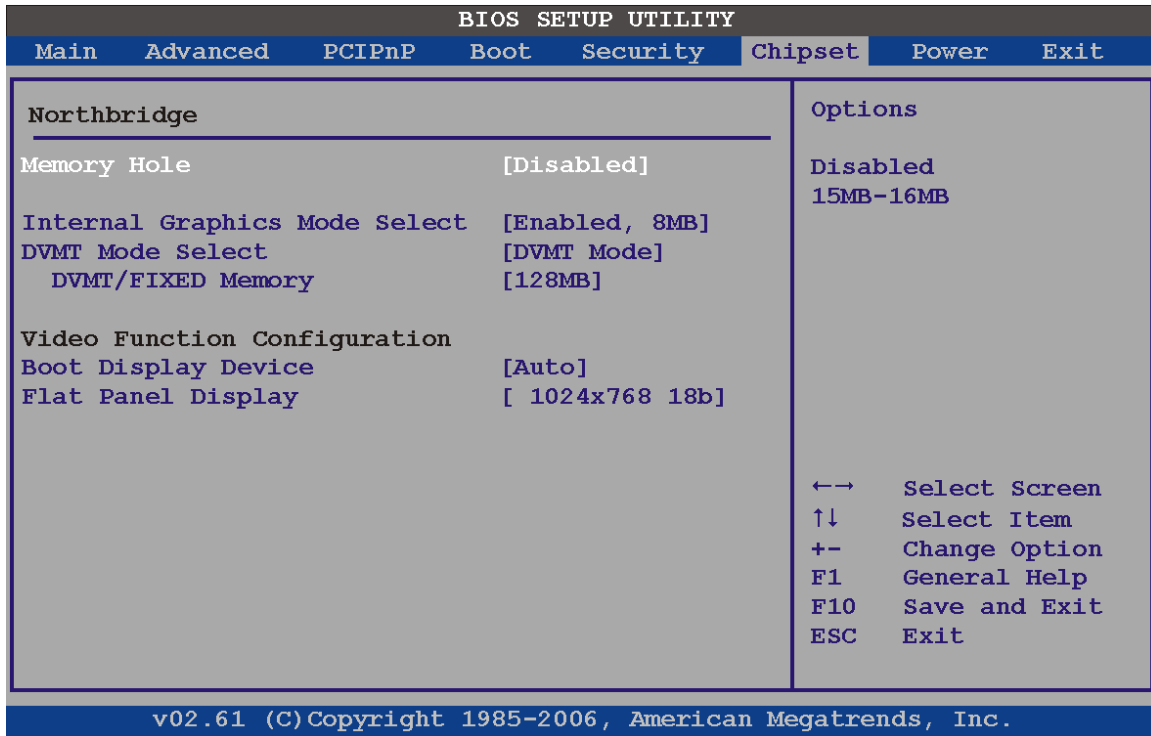 BIOS SETUP UTILITY
Main Advanced PCIPnP Boot Security Chipset Power Exit
Northbridge
Memory Hole [Disabled]
Internal Graphics Mode Select [Enabled, 8MB]
DVMT Mode Select [DVMT Mode]
DVMT/FIXED Memory [128MB]
Video Function Configuration
Boot Display Device [Auto]
Flat Panel Display [ 1024x768 18b]
Options
Disabled
15MB-16MB
←→ Select Screen
↑↓ Select Item
+- Change Option
F1 General Help
F10 Save and Exit
ESC Exit
v02.61 (C)Copyright 1985-2006, American Megatrends, Inc.